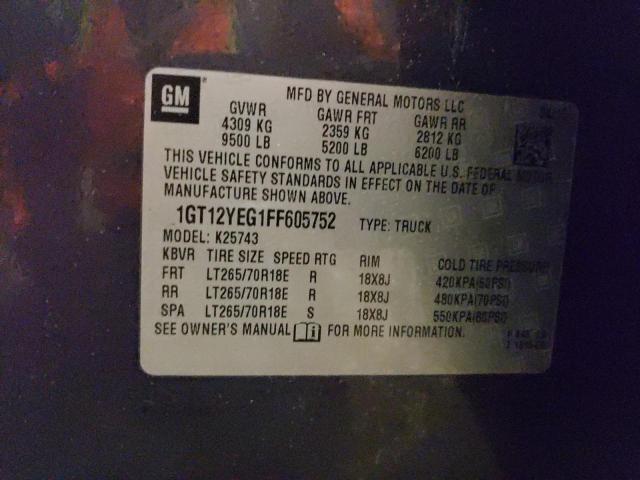 GM
MFD BY GENERAL MOTORS LLC
GVWR GAWR FRT GAWR RR
4309 KG 2359 KG 2812 KG
9500 LB 5200 LB 6200 LB
THIS VEHICLE CONFORMS TO ALL APPLICABLE U.S. FEDERAL MOTOR
VEHICLE SAFETY STANDARDS IN EFFECT ON THE DATE OF
MANUFACTURE SHOWN ABOVE.
1GT12YEG1FF605752 TYPE: TRUCK
MODEL: K25743
KBVR TIRE SIZE SPEED RTG RIM COLD TIRE PRESSURE
FRT LT265/70R18E R 18X8J 420KPA(60PSI)
RR LT265/70R18E R 18X8J 480KPA(70PSI)
SPA LT265/70R18E S 18X8J 550KPA(80PSI)
SEE OWNER'S MANUAL FOR MORE INFORMATION.